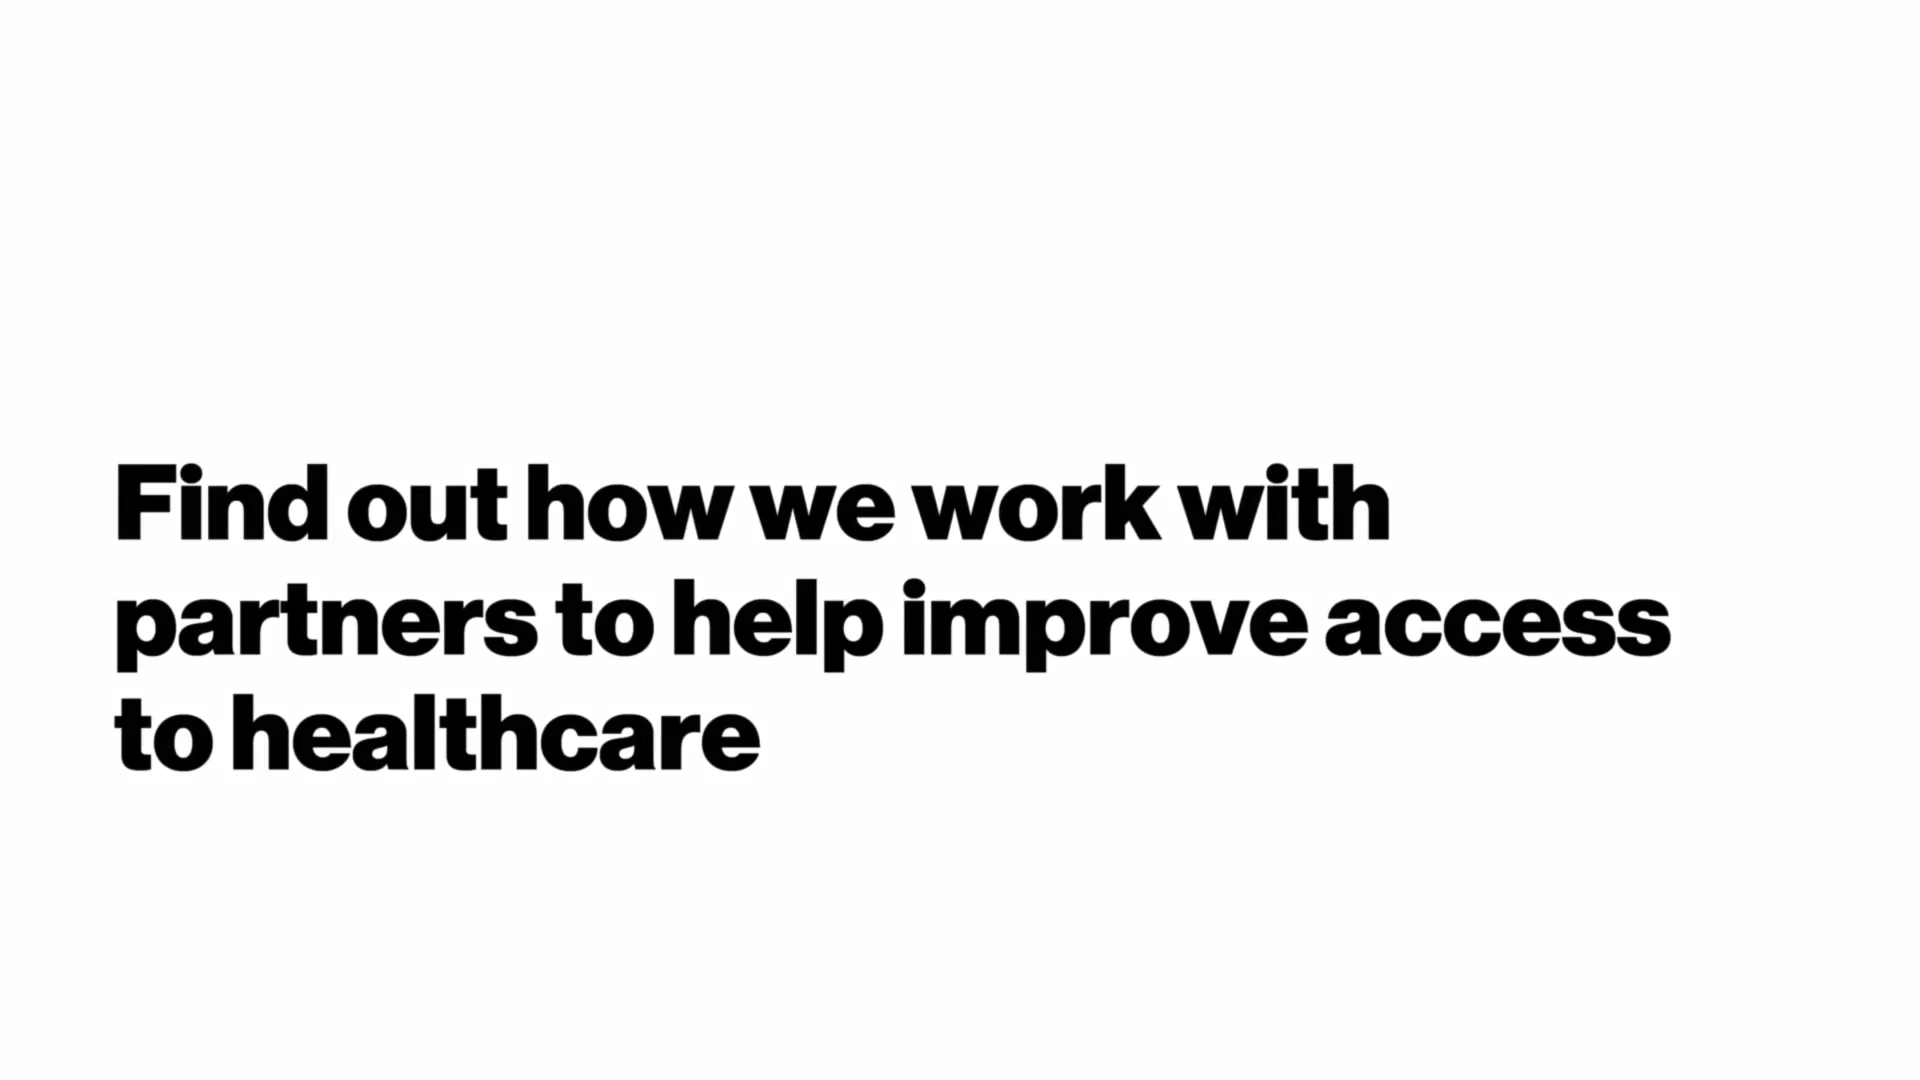 Find out how we work with
partners to help improve access
to healthcare